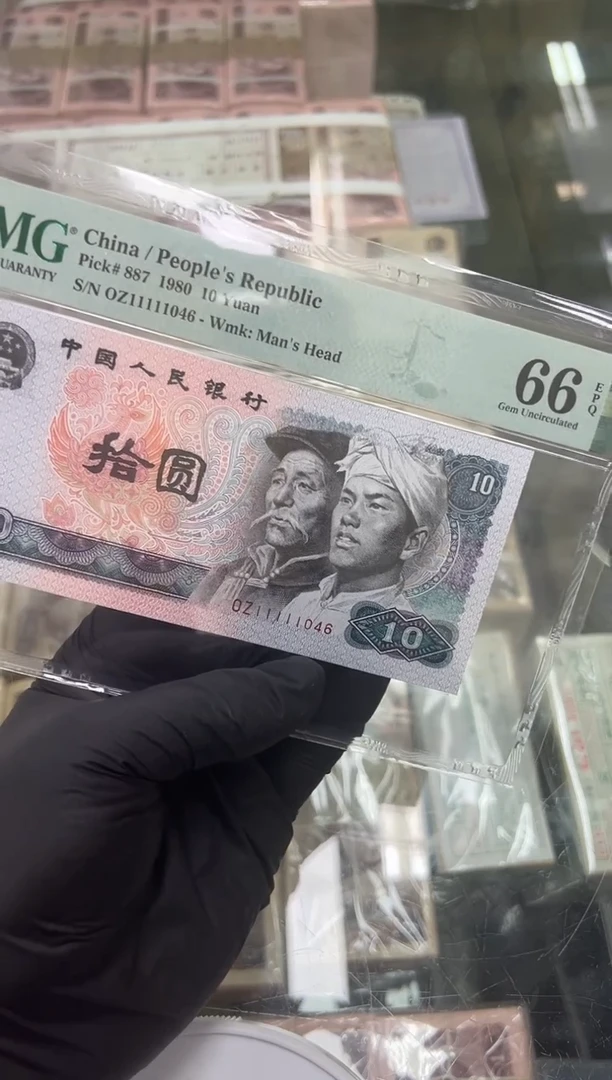 MG®
UARANTY
China / People's Republic
Pick# 887 1980 10 Yuan
S/N OZ11111046 - Wmk: Man's Head
66
EPQ
Gem Uncirculated
中国人民银行
拾圆
10
OZ11111046
10